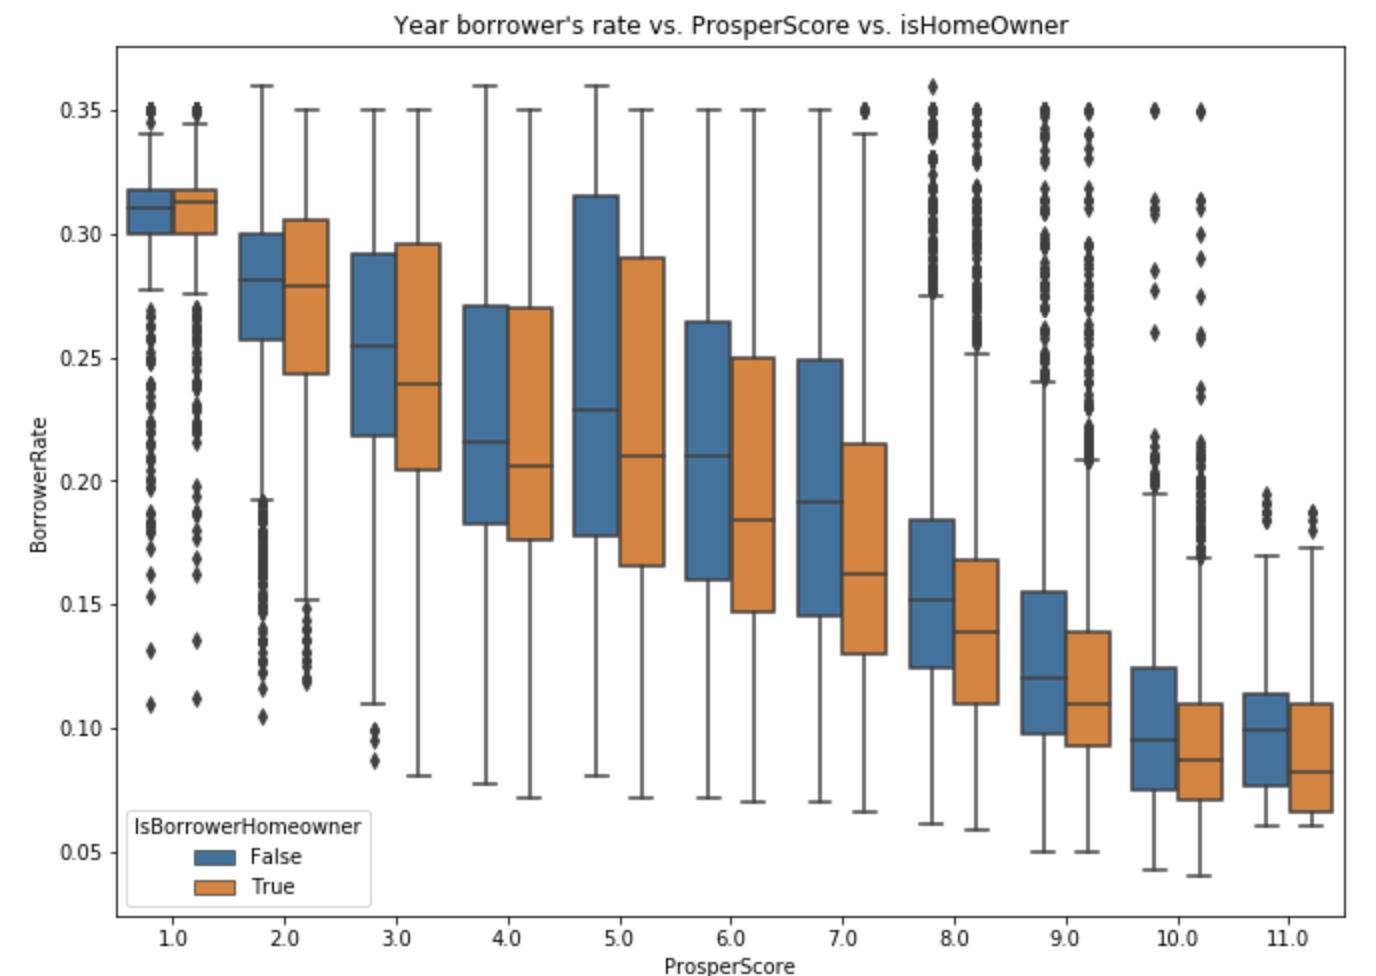 Year borrower's rate vs. ProsperScore vs. isHomeOwner
BorrowerRate
0.35
0.30
0.25
0.20
0.15
0.10
0.05
IsBorrowerHomeowner
False
True
1.0 2.0 3.0 4.0 5.0 6.0 7.0 8.0 9.0 10.0 11.0
ProsperScore